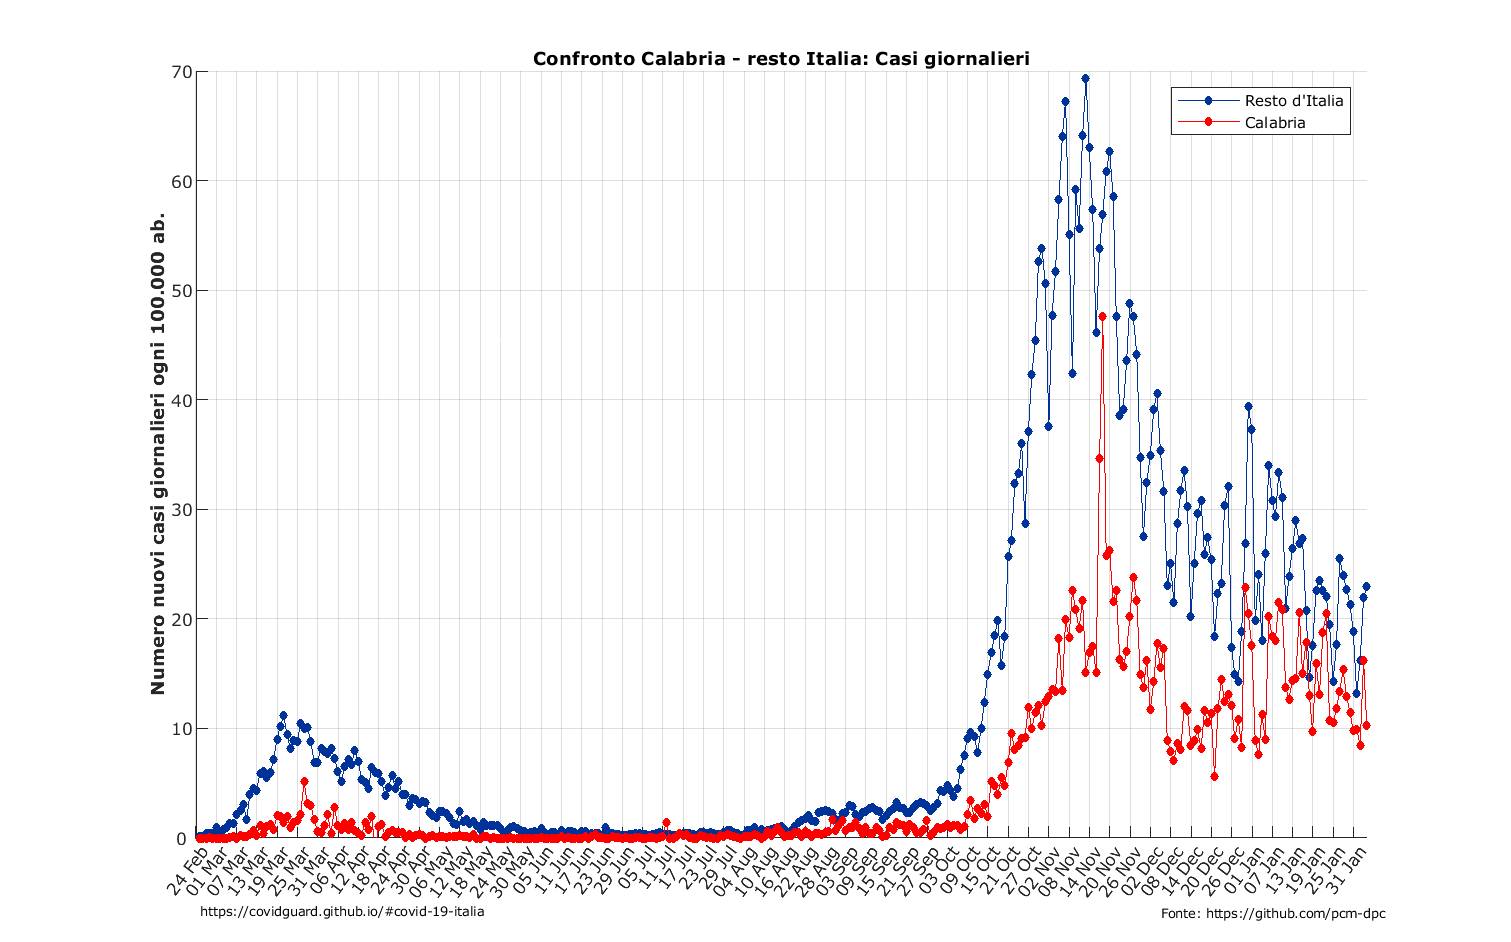 Confronto Calabria - resto Italia: Casi giornalieri
70
60
50
40
30
20
10
0
Numero nuovi casi giornalieri ogni 100.000 ab.
Resto d'Italia
Calabria
24 Feb
01 Mar
07 Mar
13 Mar
19 Mar
25 Mar
31 Mar
06 Apr
12 Apr
18 Apr
24 Apr
30 Apr
06 May
12 May
18 May
24 May
30 May
05 Jun
11 Jun
17 Jun
23 Jun
29 Jun
05 Jul
11 Jul
17 Jul
23 Jul
29 Jul
04 Aug
10 Aug
16 Aug
22 Aug
28 Aug
03 Sep
09 Sep
15 Sep
21 Sep
27 Sep
03 Oct
09 Oct
15 Oct
21 Oct
27 Oct
02 Nov
08 Nov
14 Nov
20 Nov
26 Nov
02 Dec
08 Dec
14 Dec
20 Dec
26 Dec
01 Jan
07 Jan
13 Jan
19 Jan
25 Jan
31 Jan
https://covidguard.github.io/#covid-19-italia
Fonte: https://github.com/pcm-dpc